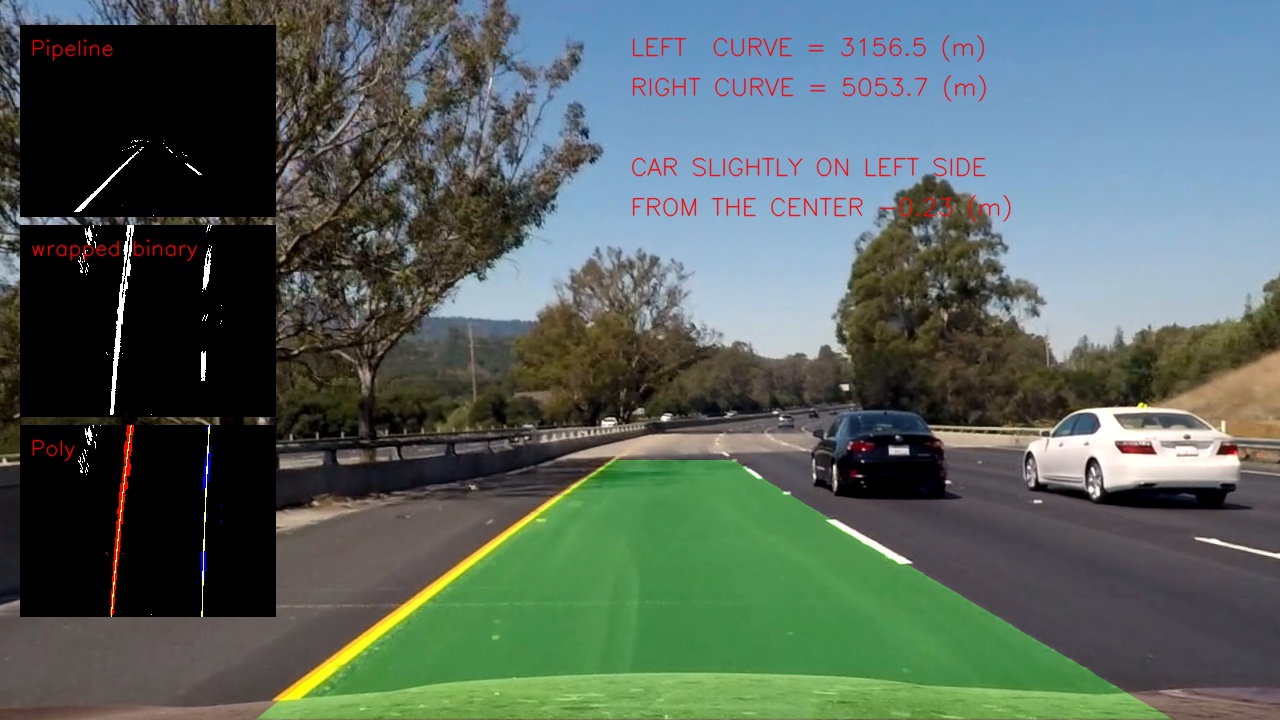 Pipeline
LEFT  CURVE = 3156.5 (m)
RIGHT CURVE = 5053.7 (m)
CAR SLIGHTLY ON LEFT SIDE
FROM THE CENTER -0.23 (m)
wrapped binary
Poly